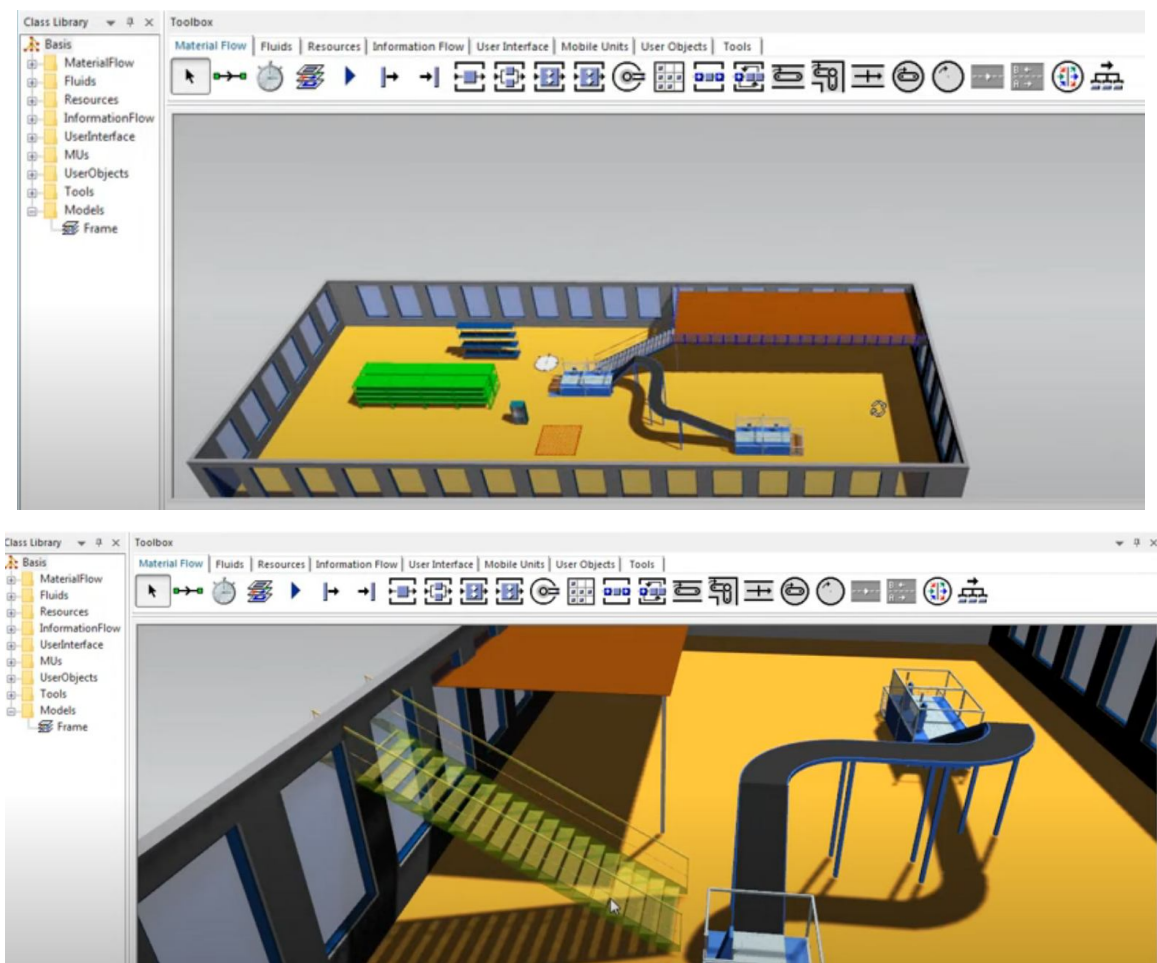 Class Library
Toolbox
Basis
MaterialFlow
Fluids
Resources
InformationFlow
UserInterface
MUs
UserObjects
Tools
Models
Frame
Material Flow Fluids Resources Information Flow User Interface Mobile Units User Objects Tools
Class Library
Toolbox
Basis
MaterialFlow
Fluids
Resources
InformationFlow
UserInterface
MUs
UserObjects
Tools
Models
Frame
Material Flow Fluids Resources Information Flow User Interface Mobile Units User Objects Tools